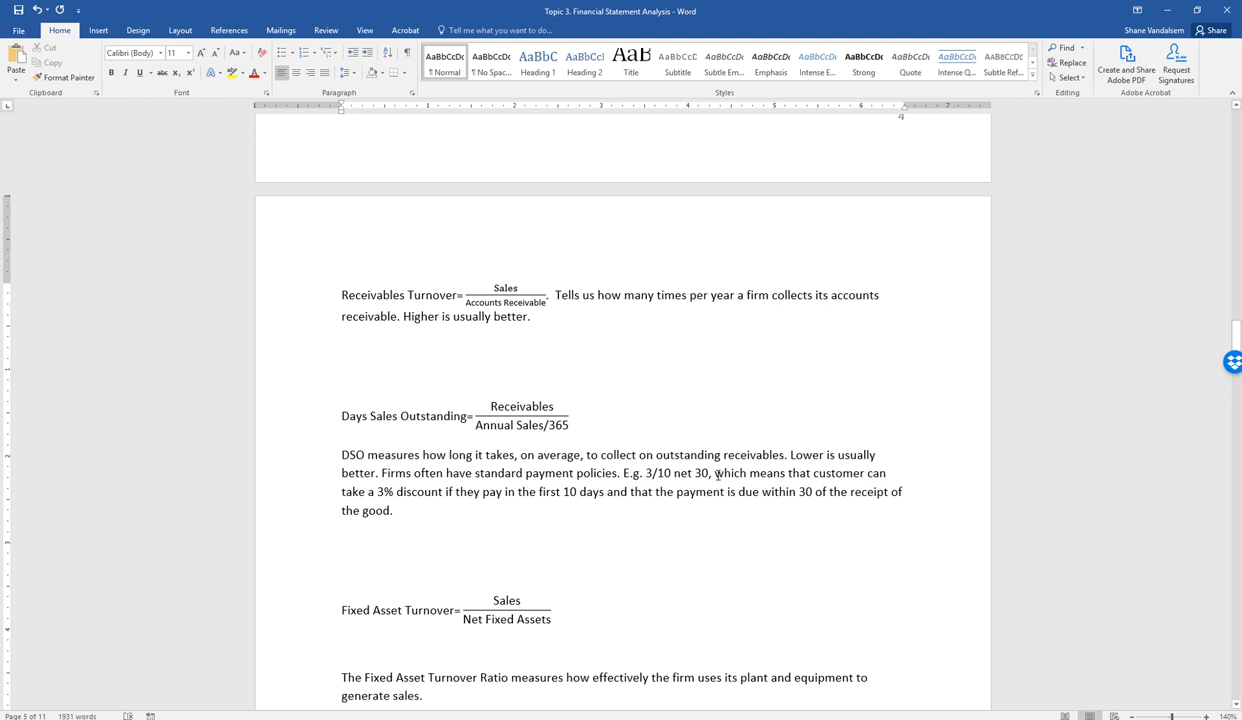 Topic 3. Financial Statement Analysis - Word
Shane Vandalsem
File Home Insert Design Layout References Mailings Review View Acrobat Tell me what you want to do... Share
Paste
Cut
Copy
Format Painter
Clipboard
Calibri (Body) 11
Font
Paragraph
AaBbCcDc AaBbCcDc AaBbC AaBbCcl AaB AaBbCcD AaBbCcDc AaBbCcDc AaBbCcDc AaBbCcDc AaBbCcDc AaBbCcDc AaBbCcDc
¶ Normal ¶ No Spac... Heading 1 Heading 2 Title Subtitle Subtle Em... Emphasis Intense E... Strong Quote Intense Q... Subtle Ref...
Styles
Find
Replace
Select
Editing
Create and Share Adobe PDF
Request Signatures
Adobe Acrobat
1 1 2 3 4 5 6 7
4
Receivables Turnover= Sales
Accounts Receivable. Tells us how many times per year a firm collects its accounts
receivable. Higher is usually better.
Days Sales Outstanding= Receivables
Annual Sales/365
DSO measures how long it takes, on average, to collect on outstanding receivables. Lower is usually
better. Firms often have standard payment policies. E.g. 3/10 net 30, which means that customer can
take a 3% discount if they pay in the first 10 days and that the payment is due within 30 of the receipt of
the good.
Fixed Asset Turnover= Sales
Net Fixed Assets
The Fixed Asset Turnover Ratio measures how effectively the firm uses its plant and equipment to
generate sales.
Page 5 of 11 1931 words 140%